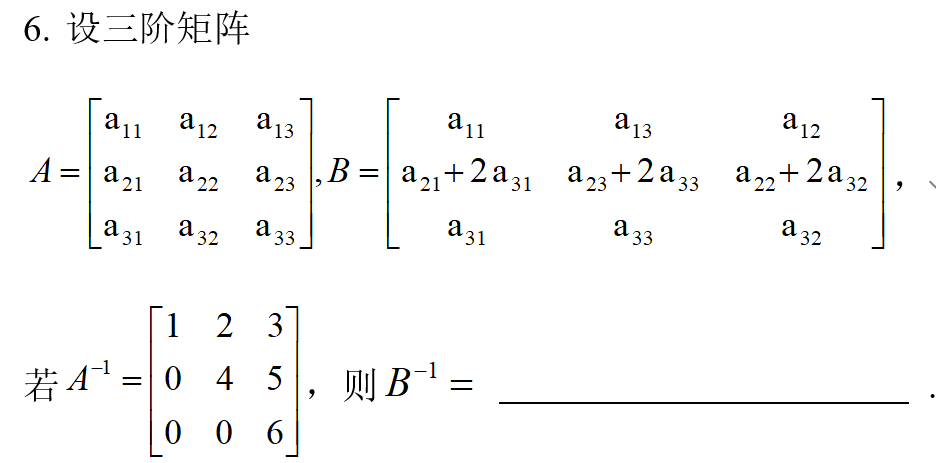 6. 设三阶矩阵
A = [ a₁₁ a₁₂ a₁₃ ; a₂₁ a₂₂ a₂₃ ; a₃₁ a₃₂ a₃₃ ], B = [ a₁₁ a₁₃ a₁₂ ; a₂₁+2a₃₁ a₂₃+2a₃₃ a₂₂+2a₃₂ ; a₃₁ a₃₃ a₃₂ ]，
若 A⁻¹ = [ 1 2 3 ; 0 4 5 ; 0 0 6 ]，则 B⁻¹ = ____________ .